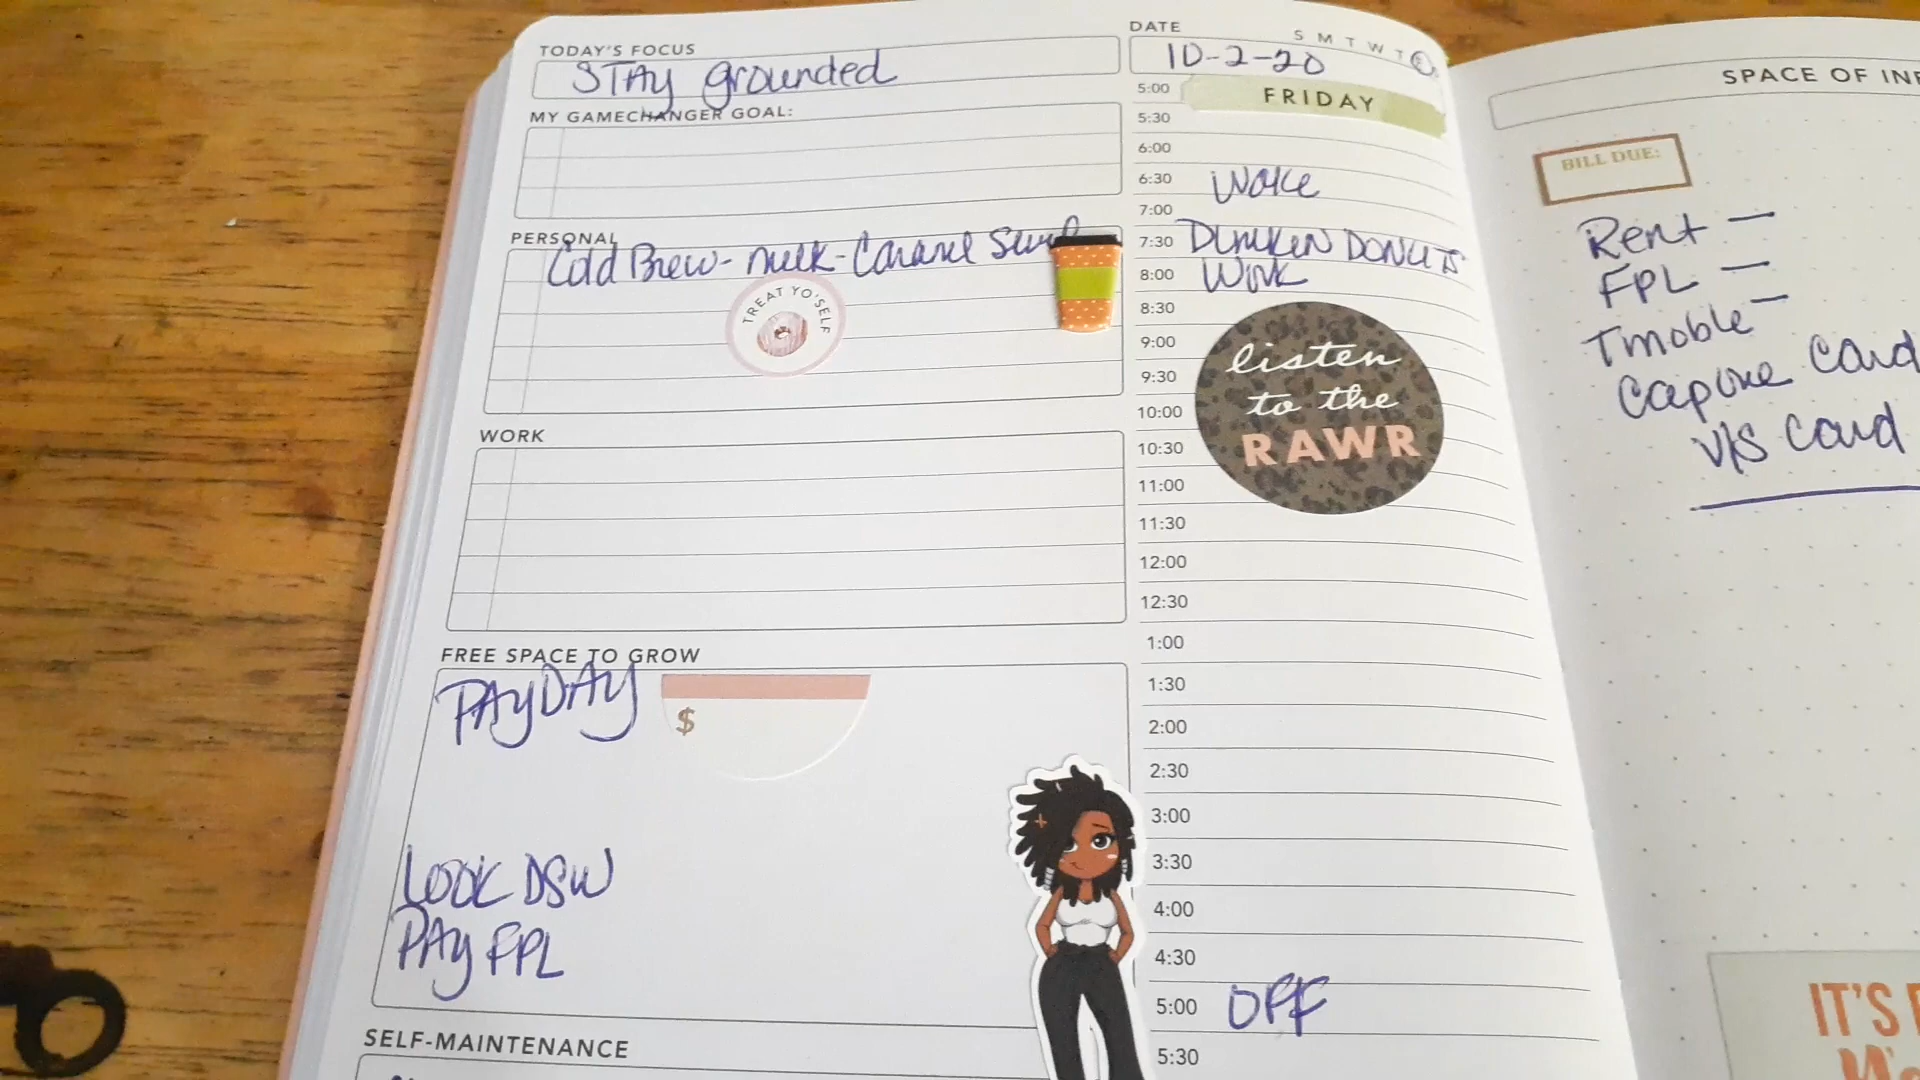 TODAY'S FOCUS
STAY grounded
MY GAMECHANGER GOAL:
PERSONAL
Cold Brew - milk - Caramel
TREAT YO'SELF
WORK
FREE SPACE TO GROW
PAYDAY
$
LOOK DSW
PAY FPL
SELF-MAINTENANCE
DATE
S M T W T F
10-2-20
5:00 FRIDAY
5:30
6:00
6:30 Wake
7:00
7:30 DUNKEN DONUTS
8:00 Work
8:30
9:00
9:30
10:00
10:30
11:00
11:30
12:00
12:30
1:00
1:30
2:00
2:30
3:00
3:30
4:00
4:30
5:00 OFF
5:30
listen
to the
RAWR
SPACE OF
BILL DUE:
Rent —
FPL —
Tmoble —
Capone Card
V/S Card
IT'S